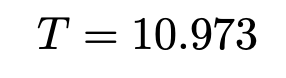 T = 10.973